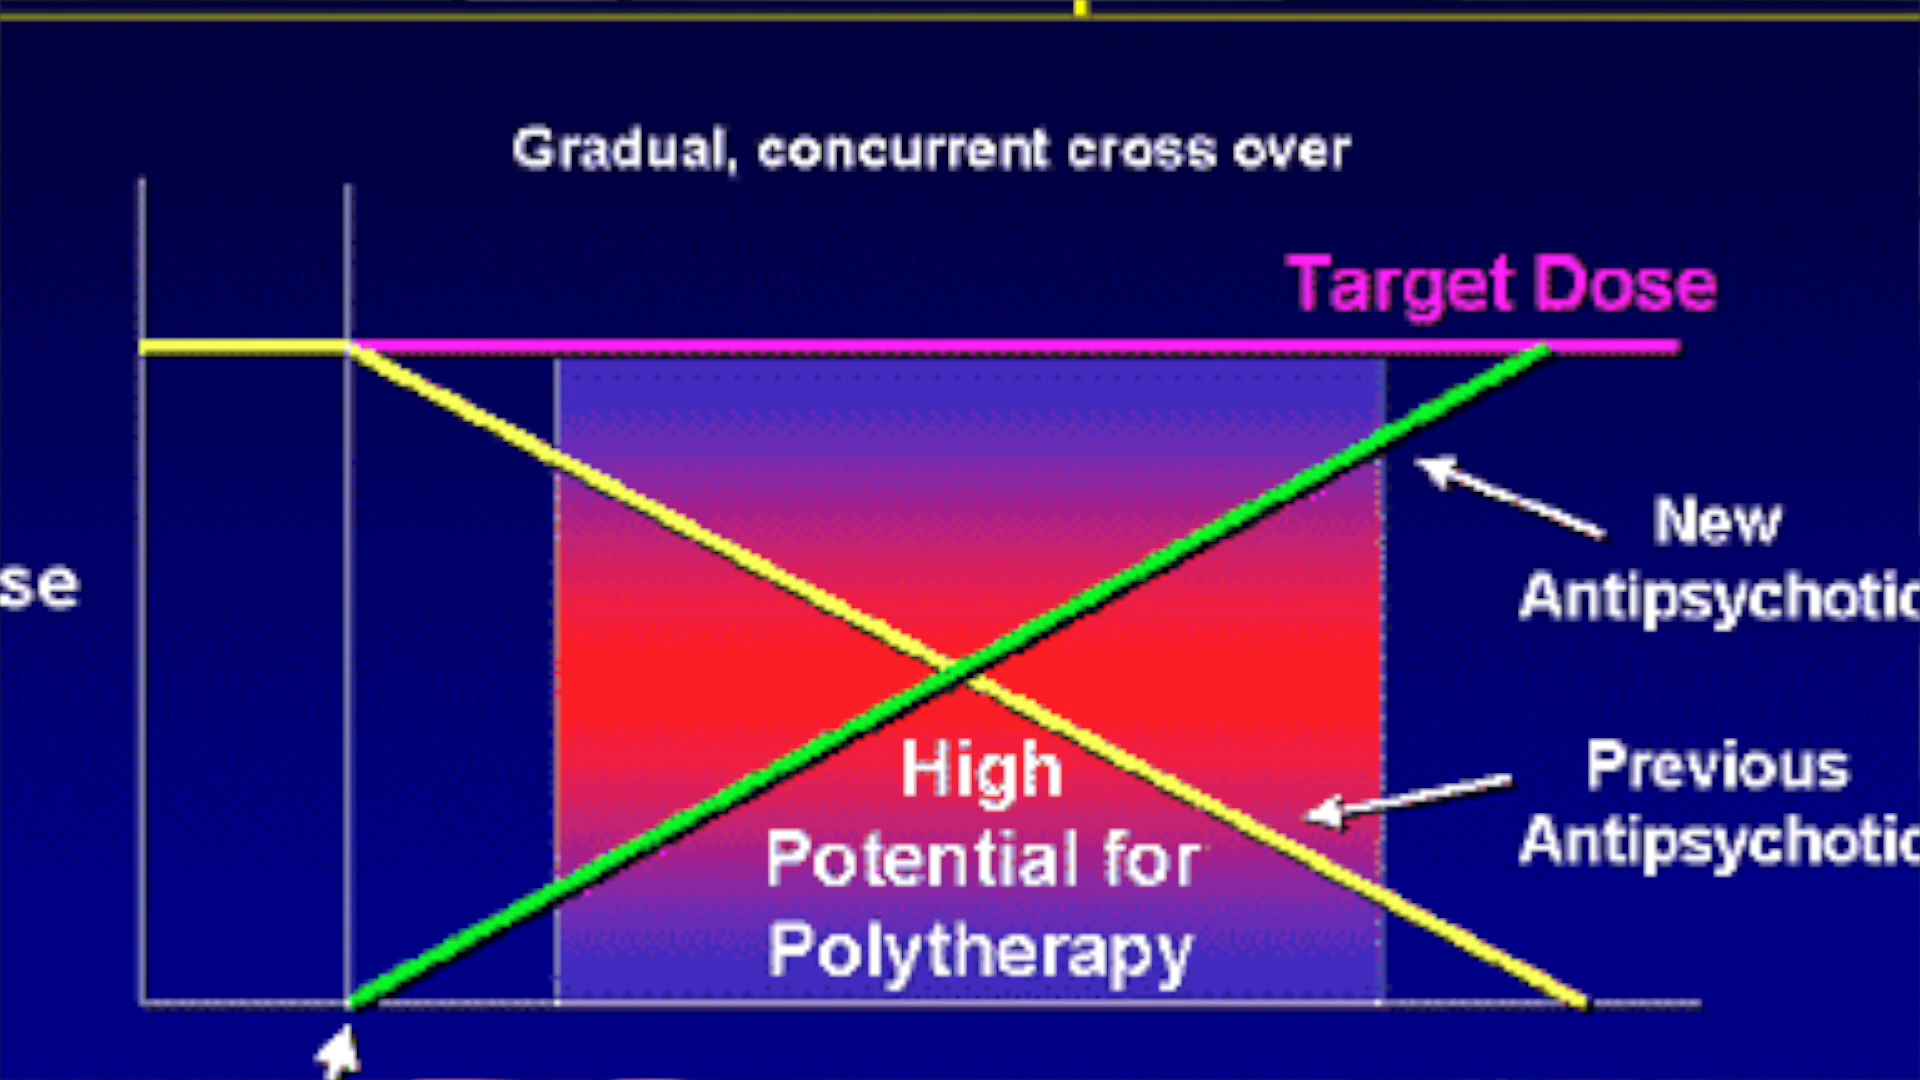 Gradual, concurrent cross over
Target Dose
se
New
Antipsychotic
Previous
Antipsychotic
High
Potential for
Polytherapy